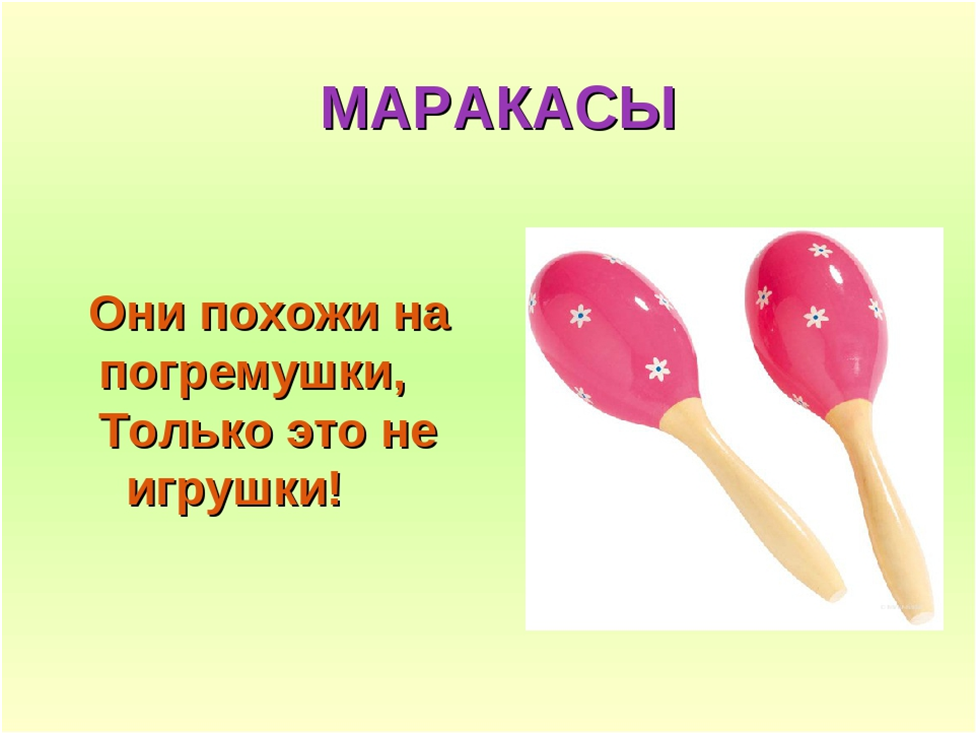 МАРАКАСЫ
Они похожи на
погремушки,
Только это не
игрушки!